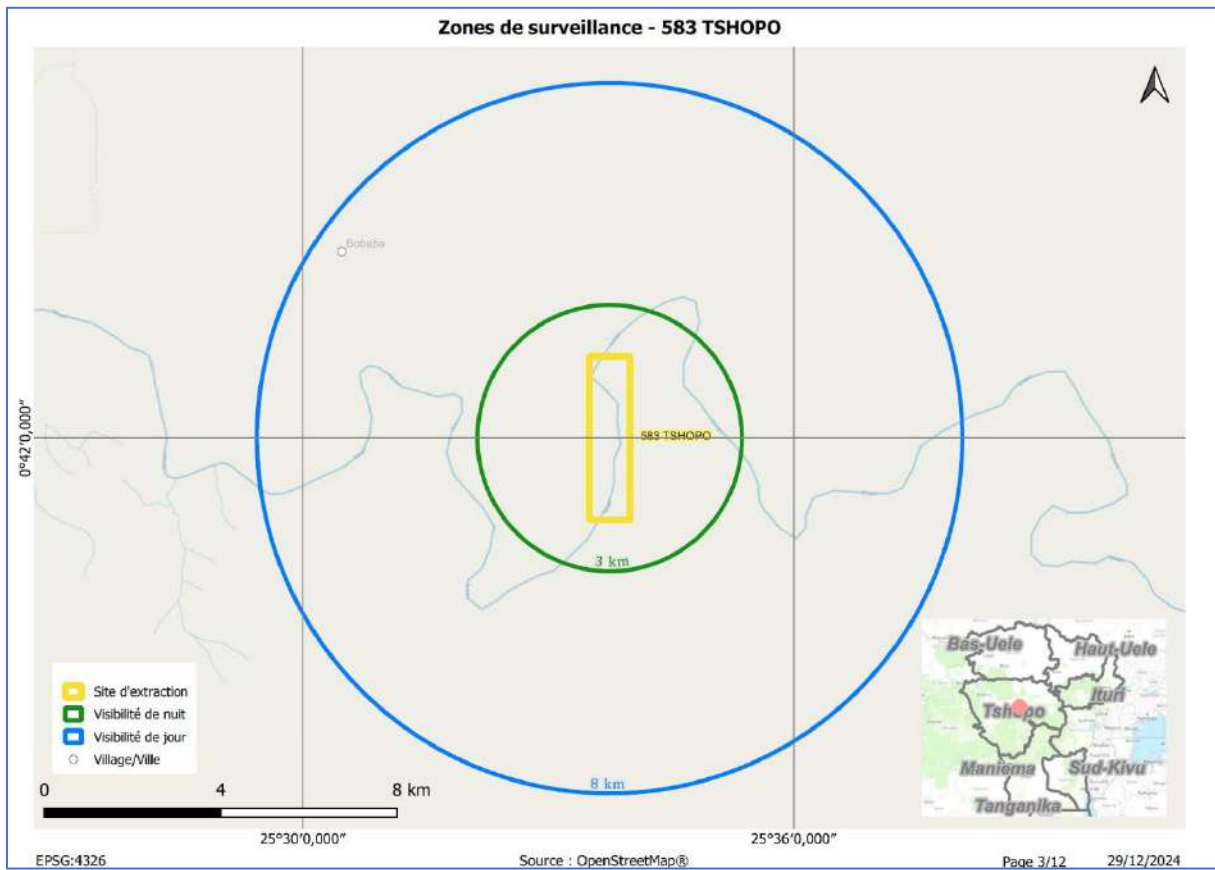 Zones de surveillance - 583 TSHOPO
Bobaba
583 TSHOPO
0°42'0,000"
3 km
8 km
Site d'extraction
Visibilité de nuit
Visibilité de jour
Village/Ville
0 4 8 km
Bas-Uele
Haut-Uele
Ituri
Tshopo
Maniema
Sud-Kivu
Tanganika
25°30'0,000"
25°36'0,000"
EPSG:4326
Source : OpenStreetMap®
Page 3/12
29/12/2024